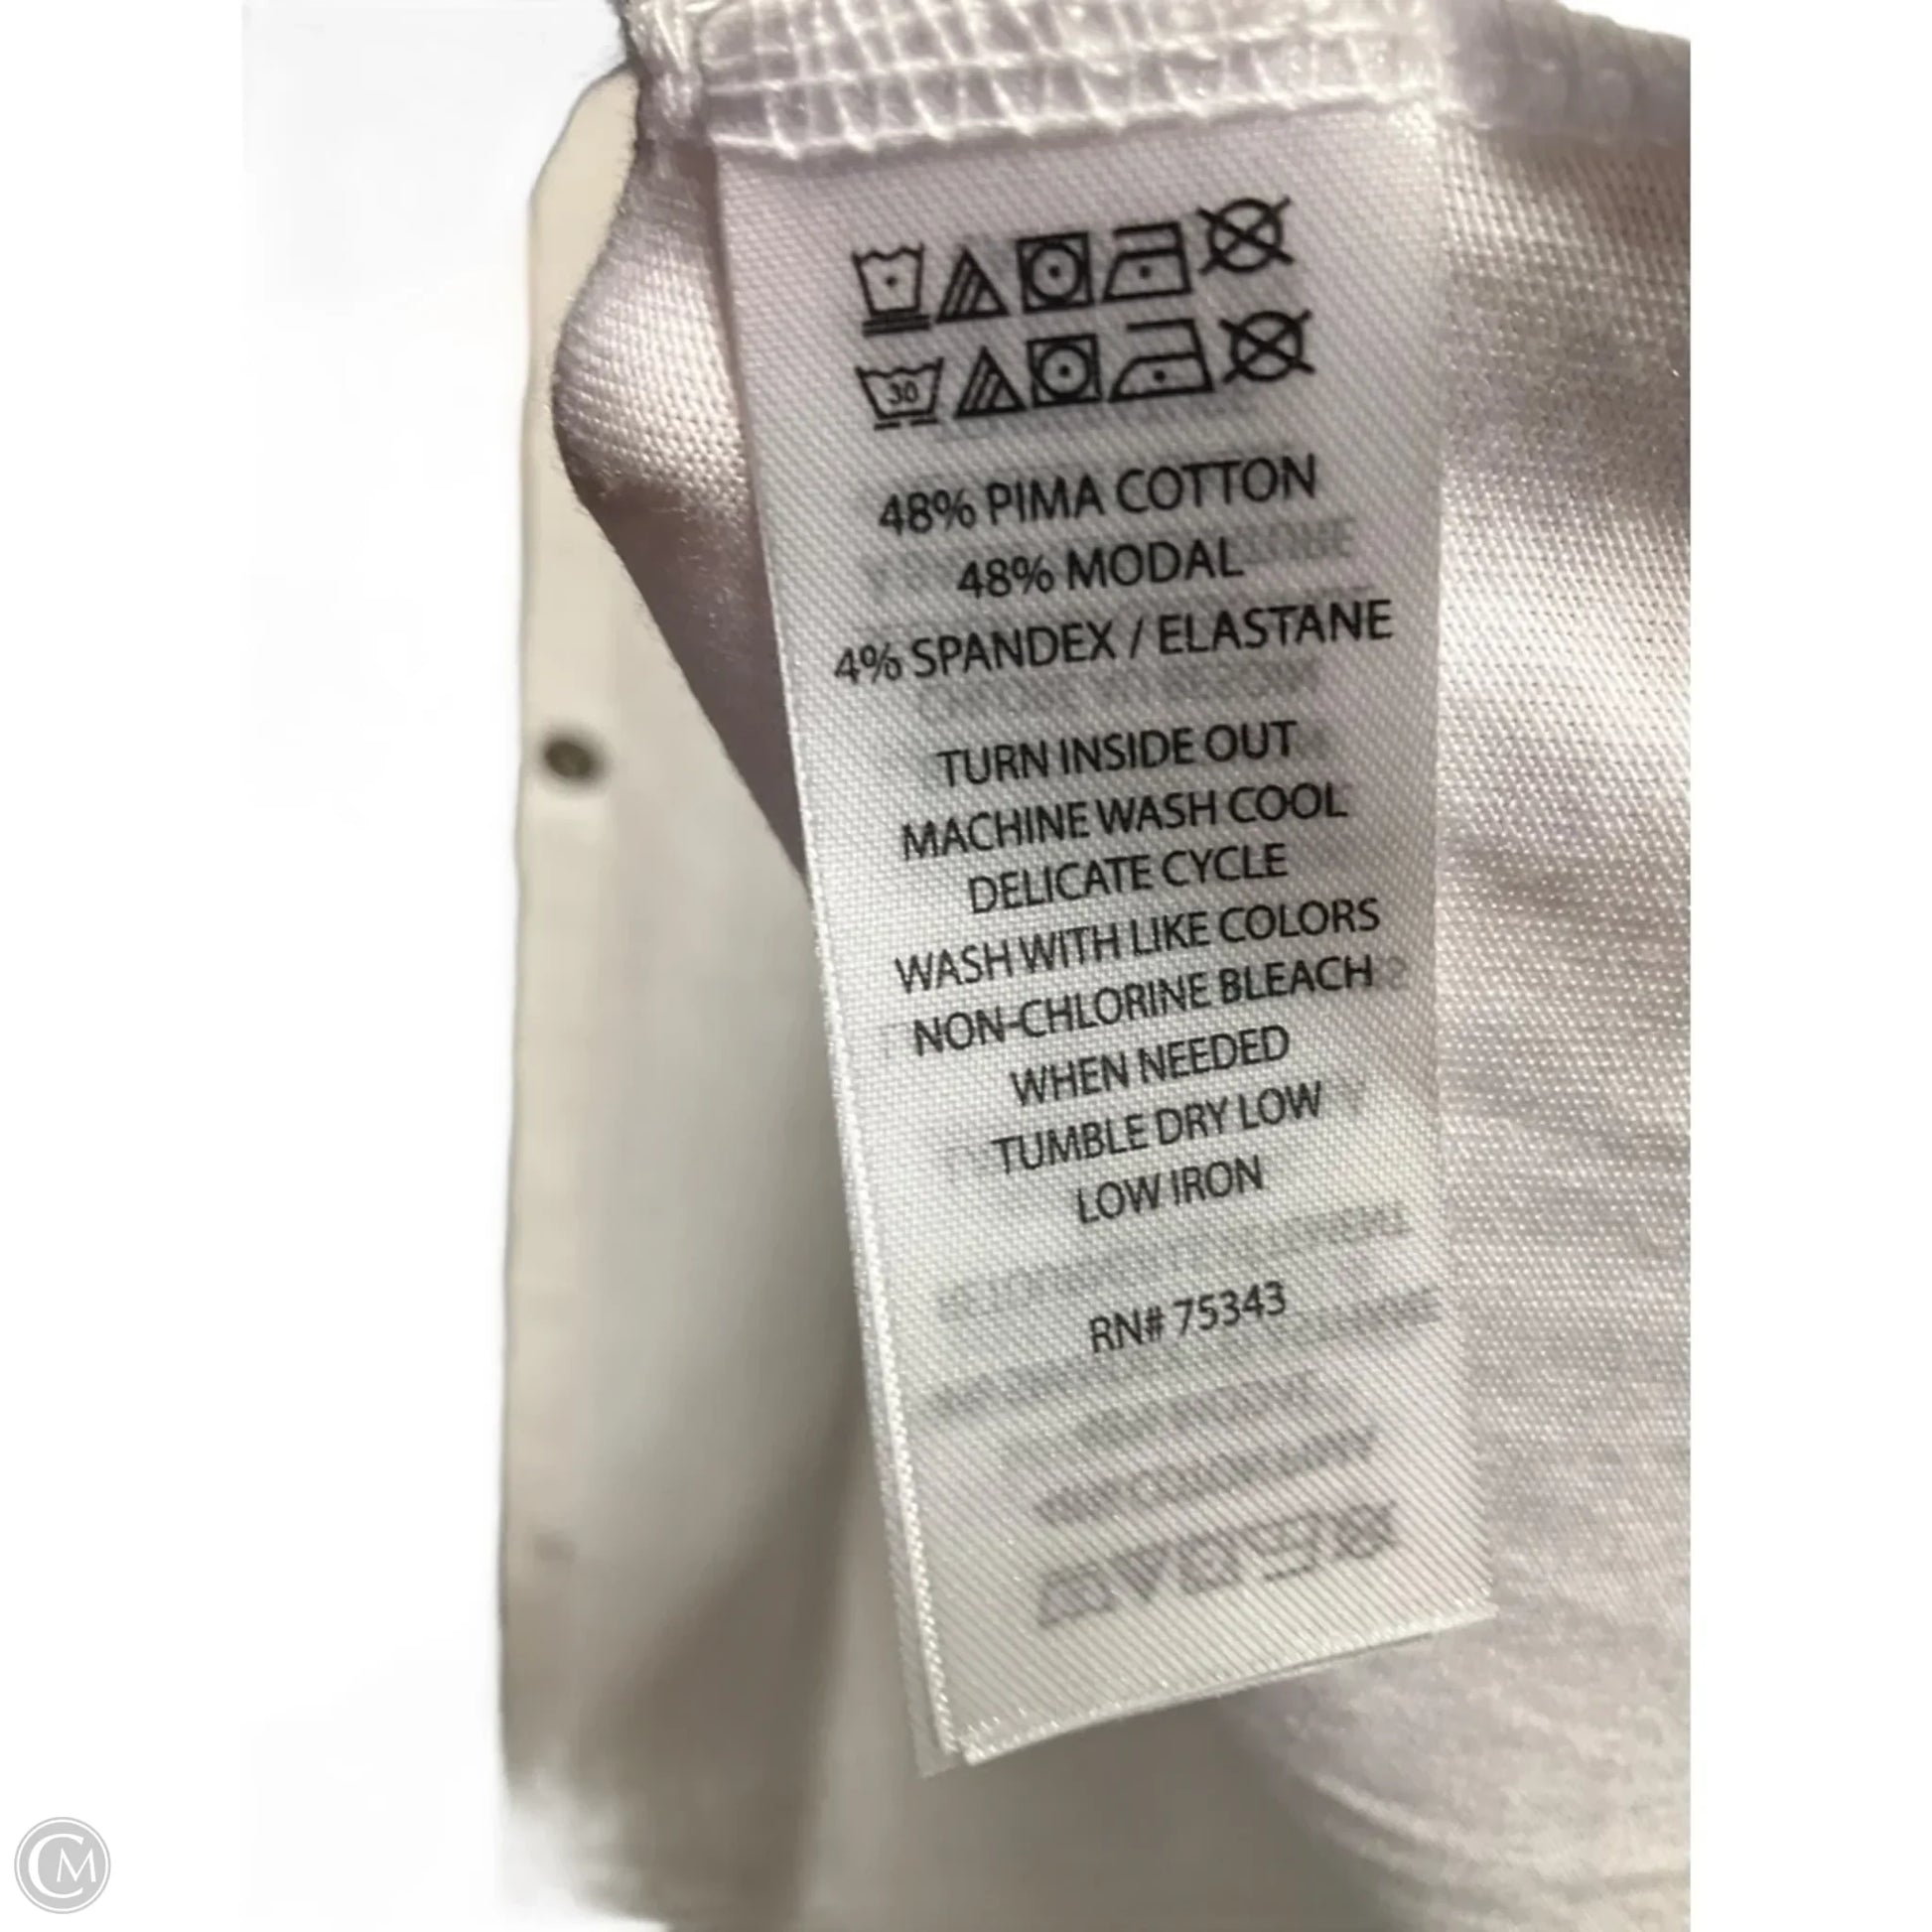 30
48% PIMA COTTON
48% MODAL
4% SPANDEX / ELASTANE
TURN INSIDE OUT
MACHINE WASH COOL
DELICATE CYCLE
WASH WITH LIKE COLORS
NON-CHLORINE BLEACH
WHEN NEEDED
TUMBLE DRY LOW
LOW IRON
RN# 75343
CM